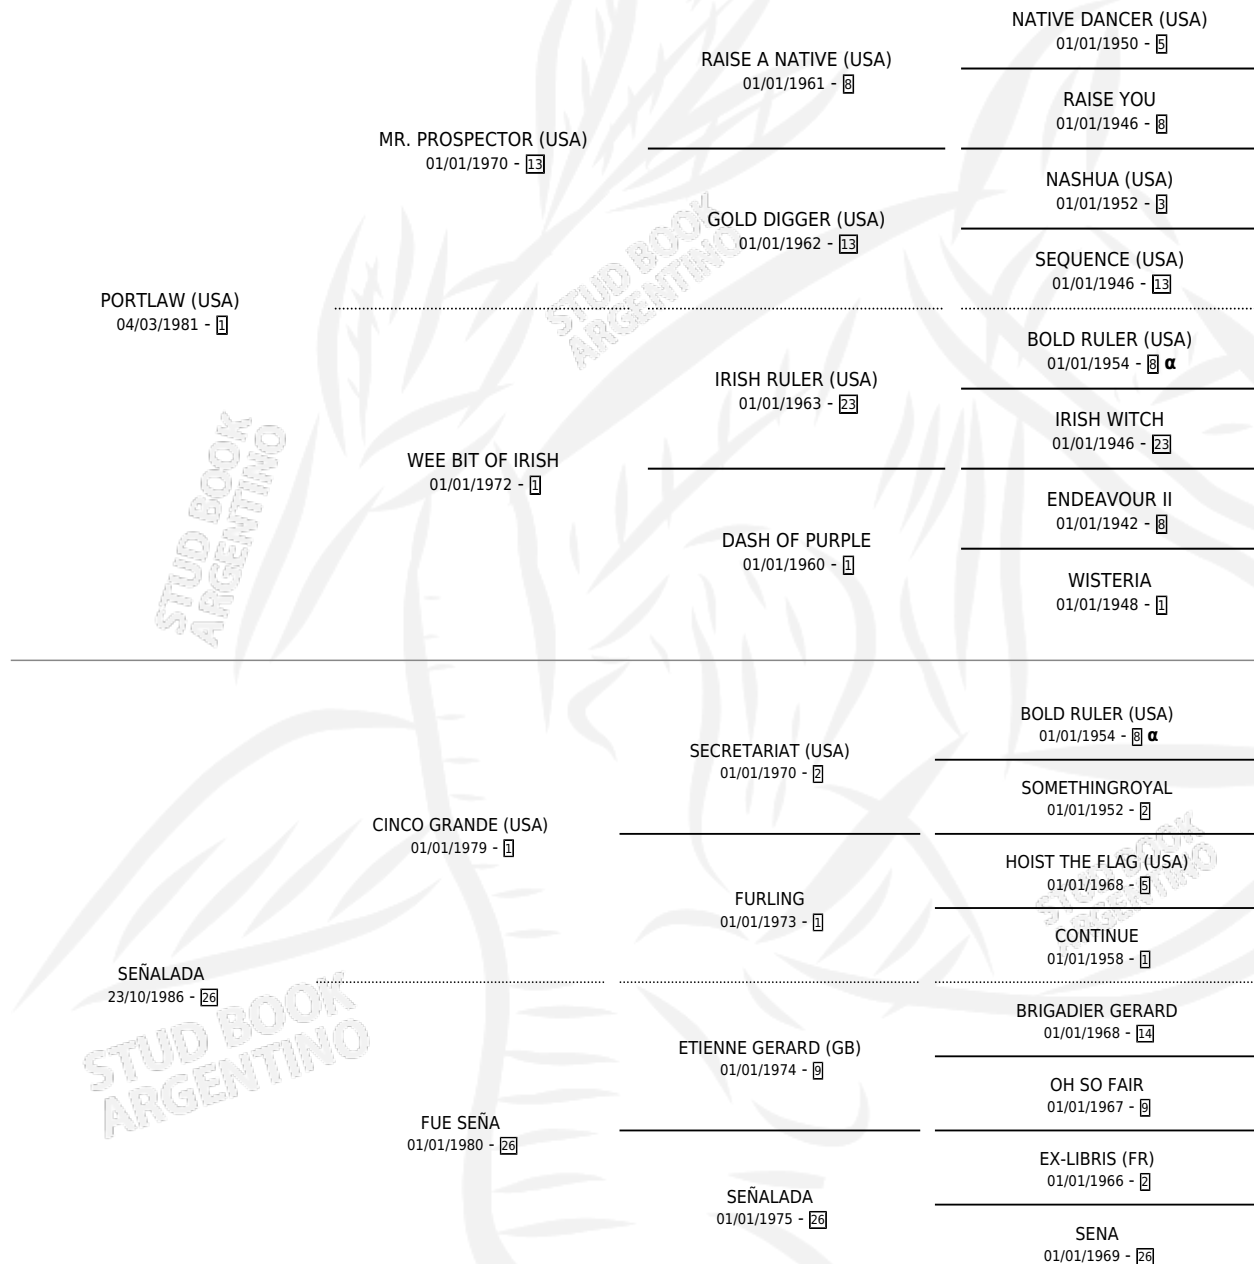 NATIVE DANCER (USA)
01/01/1950 - 5
RAISE A NATIVE (USA)
01/01/1961 - 8
RAISE YOU
01/01/1946 - 8
MR. PROSPECTOR (USA)
01/01/1970 - 13
NASHUA (USA)
01/01/1952 - 3
GOLD DIGGER (USA)
01/01/1962 - 13
SEQUENCE (USA)
01/01/1946 - 13
PORTLAW (USA)
04/03/1981 - 1
BOLD RULER (USA)
01/01/1954 - 8 α
IRISH RULER (USA)
01/01/1963 - 23
IRISH WITCH
01/01/1946 - 23
WEE BIT OF IRISH
01/01/1972 - 1
ENDEAVOUR II
01/01/1942 - 8
DASH OF PURPLE
01/01/1960 - 1
WISTERIA
01/01/1948 - 1
BOLD RULER (USA)
01/01/1954 - 8 α
SECRETARIAT (USA)
01/01/1970 - 2
SOMETHINGROYAL
01/01/1952 - 2
CINCO GRANDE (USA)
01/01/1979 - 1
HOIST THE FLAG (USA)
01/01/1968 - 5
FURLING
01/01/1973 - 1
CONTINUE
01/01/1958 - 1
SEÑALADA
23/10/1986 - 26
BRIGADIER GERARD
01/01/1968 - 14
ETIENNE GERARD (GB)
01/01/1974 - 9
OH SO FAIR
01/01/1967 - 9
FUE SEÑA
01/01/1980 - 26
EX-LIBRIS (FR)
01/01/1966 - 2
SEÑALADA
01/01/1975 - 26
SENA
01/01/1969 - 26
STUD BOOK
ARGENTINO
STUD BOOK
ARGENTINO
STUD BOOK
ARGENTINO
STUD BOOK
ARGENTINO